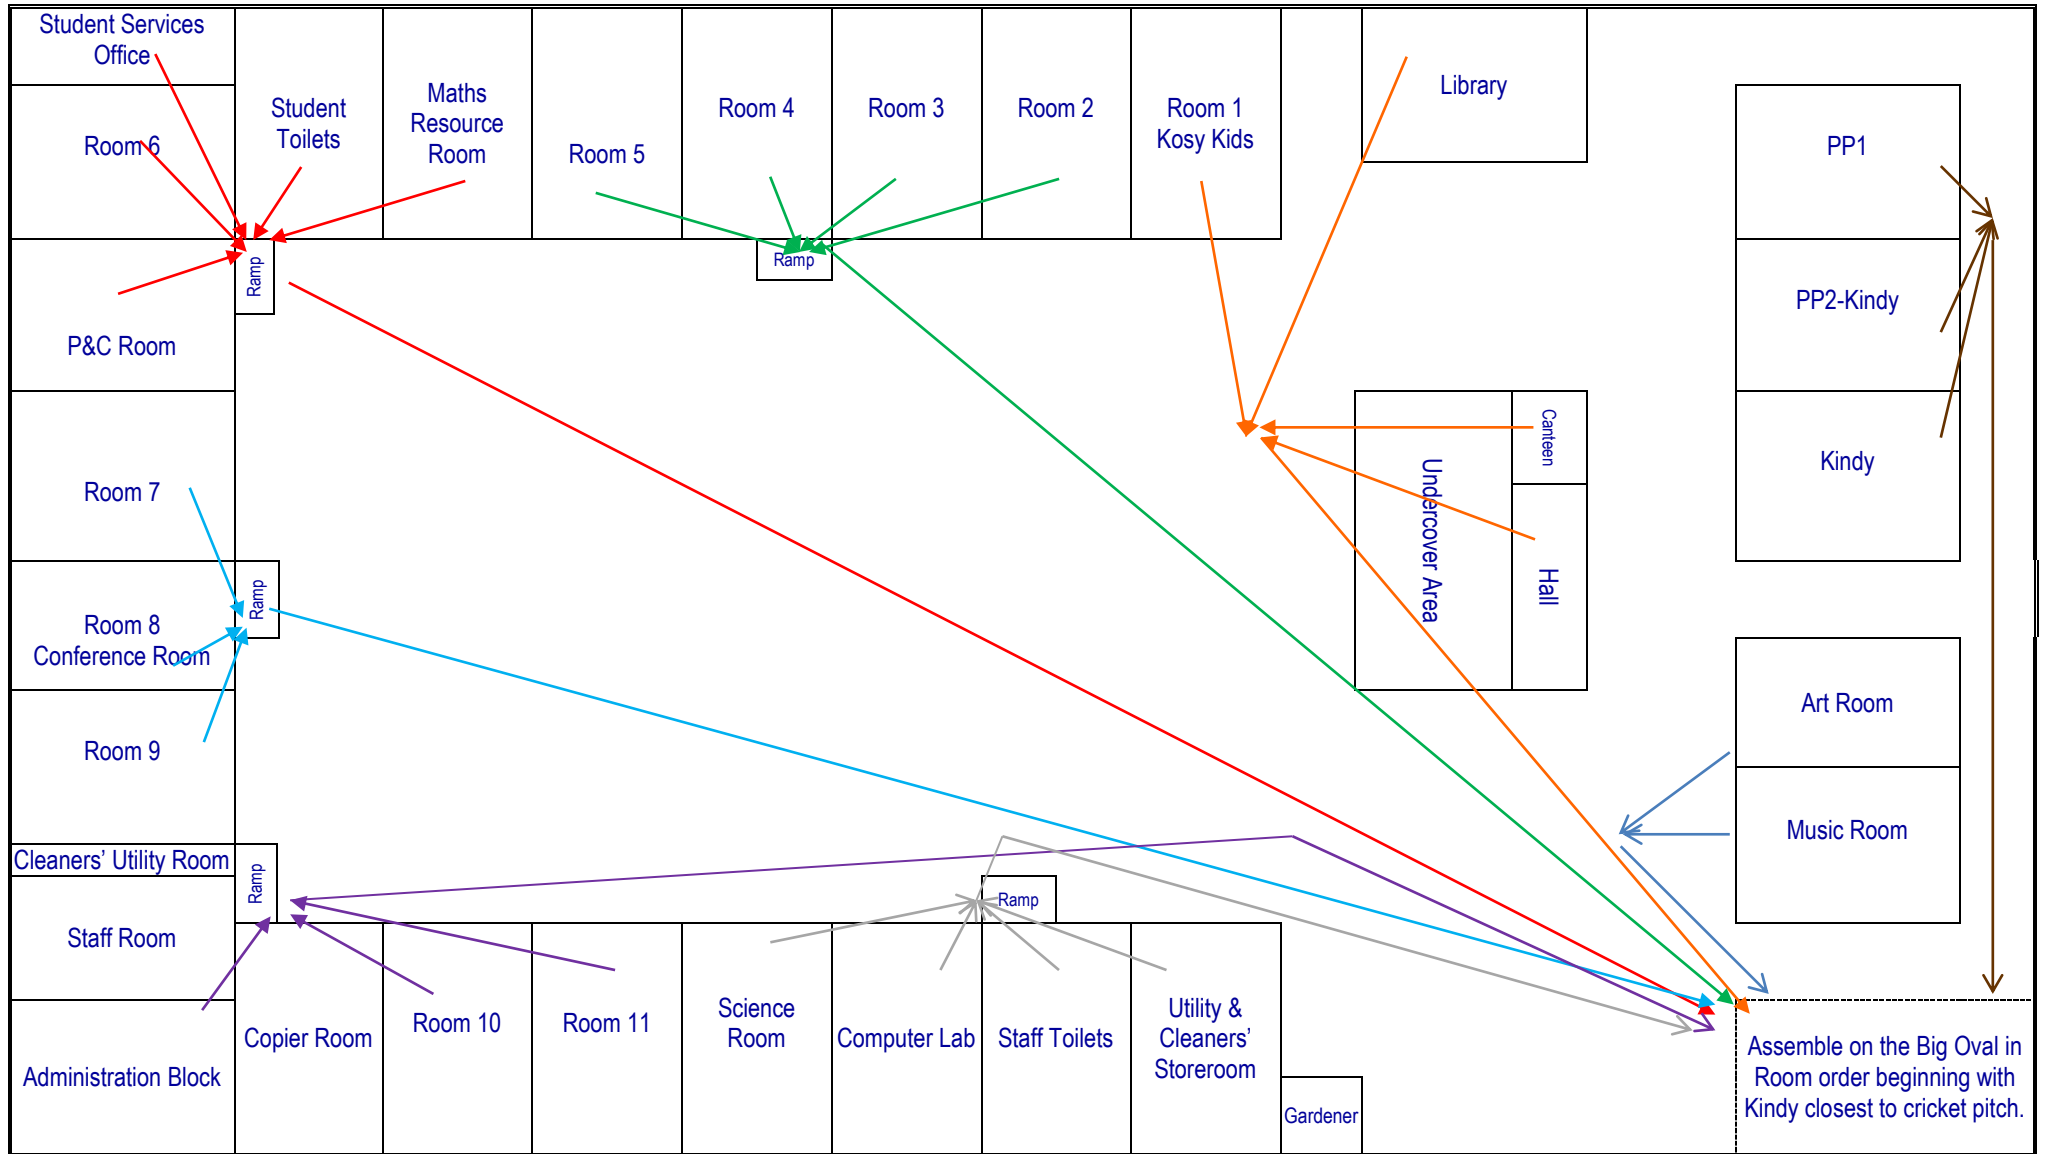 Student Services
Office
Student
Toilets
Maths
Resource
Room
Room 5
Room 4
Room 3
Room 2
Room 1
Kosy Kids
Library
PP1
Room 6
Ramp
Ramp
P&C Room
PP2-Kindy
Canteen
Kindy
Room 7
Undercover Area
Hall
Ramp
Room 8
Conference Room
Room 9
Art Room
Music Room
Cleaners’ Utility Room
Ramp
Ramp
Staff Room
Administration Block
Copier Room
Room 10
Room 11
Science
Room
Computer Lab
Staff Toilets
Utility &
Cleaners’
Storeroom
Gardener
Assemble on the Big Oval in
Room order beginning with
Kindy closest to cricket pitch.